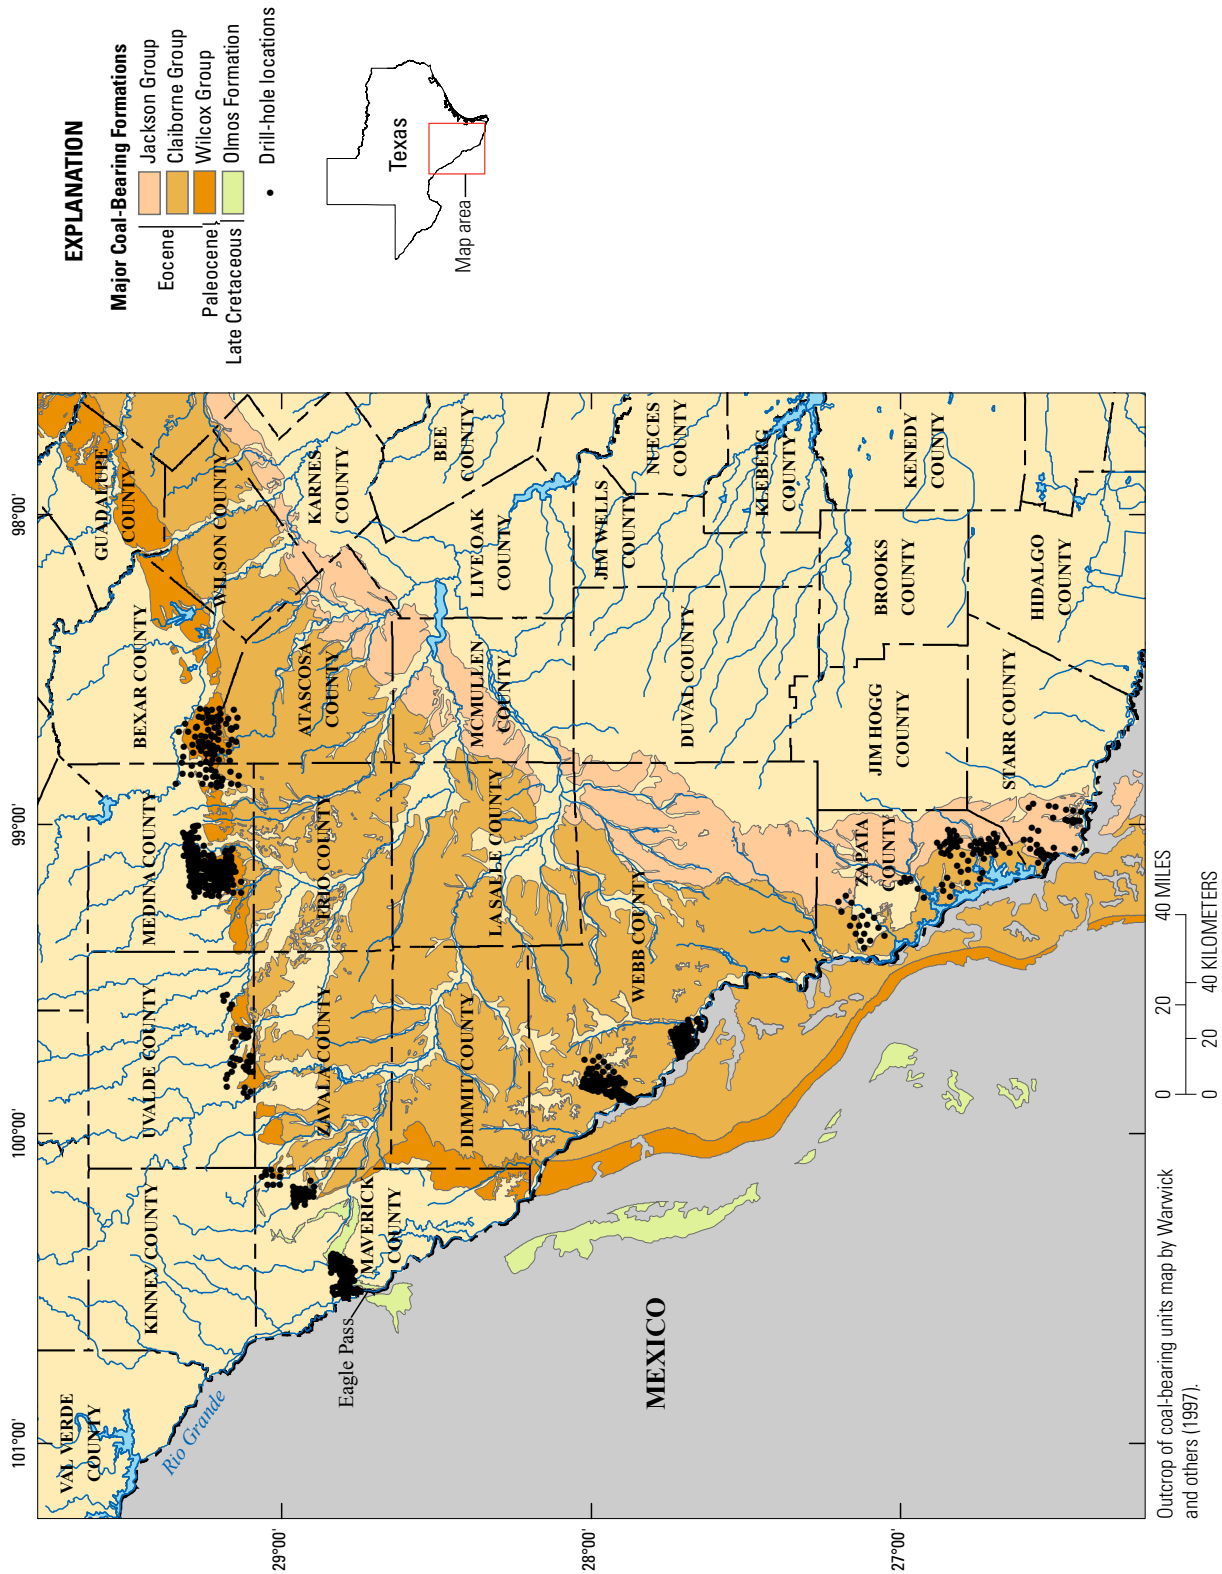 EXPLANATION
Major Coal-Bearing Formations
Eocene
Paleocene
Late Cretaceous
Jackson Group
Claiborne Group
Wilcox Group
Olmos Formation
Drill-hole locations
Texas
Map area
101°00'
100°00'
99°00'
98°00'
29°00'
28°00'
27°00'
VAL VERDE
COUNTY
KINNEY COUNTY
UVALDE COUNTY
MEDINA COUNTY
BEXAR COUNTY
GUADALUPE
COUNTY
WILSON COUNTY
Rio Grande
Eagle Pass
MAVERICK
COUNTY
ZAVALA COUNTY
FRIO COUNTY
ATASCOSA
COUNTY
KARNES
COUNTY
DIMMIT COUNTY
LA SALLE COUNTY
MCMULLEN
COUNTY
LIVE OAK
COUNTY
BEE
COUNTY
MEXICO
WEBB COUNTY
DUVAL COUNTY
JIM WELLS
COUNTY
NUECES
COUNTY
KLEBERG
COUNTY
ZAPATA
COUNTY
JIM HOGG
COUNTY
BROOKS
COUNTY
KENEDY
COUNTY
STARR COUNTY
HIDALGO
COUNTY
0 20 40 MILES
0 20 40 KILOMETERS
Outcrop of coal-bearing units map by Warwick
and others (1997).